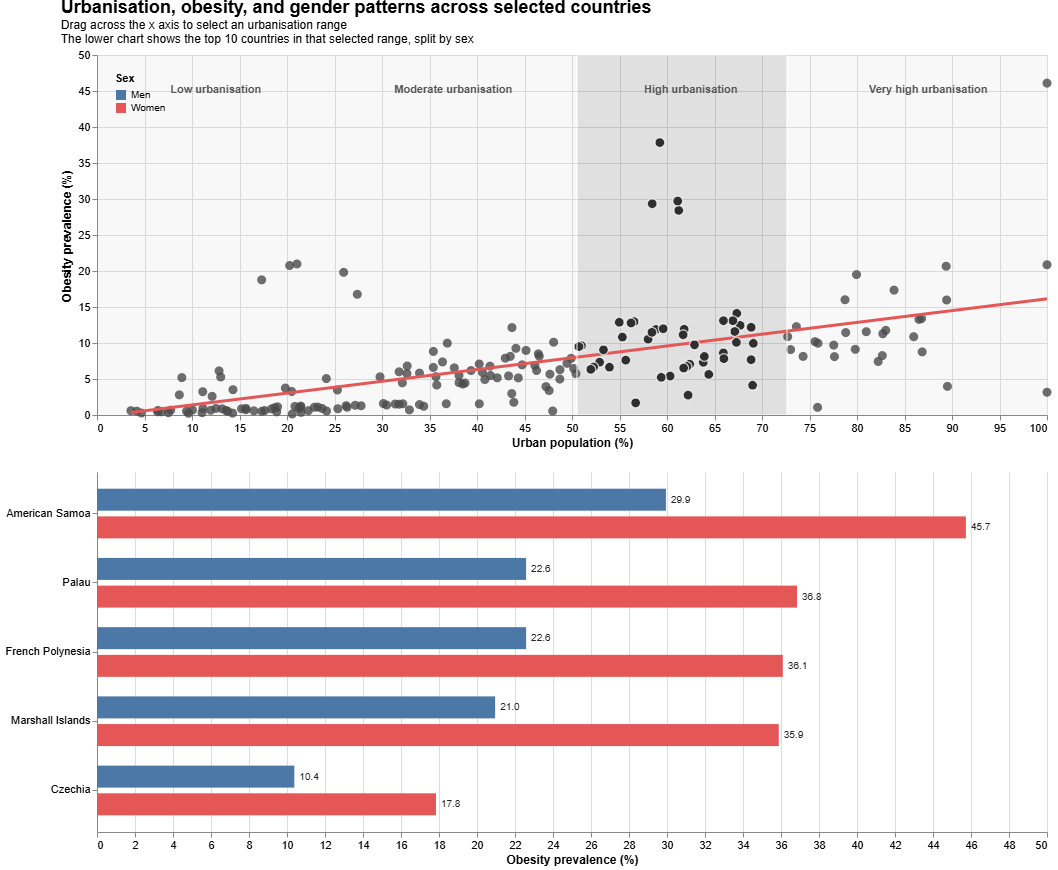 Urbanisation, obesity, and gender patterns across selected countries
Drag across the x axis to select an urbanisation range
The lower chart shows the top 10 countries in that selected range, split by sex
50
45
40
35
30
25
20
15
10
5
0
Obesity prevalence (%)
Sex
Men
Women
Low urbanisation
Moderate urbanisation
High urbanisation
Very high urbanisation
0 5 10 15 20 25 30 35 40 45 50 55 60 65 70 75 80 85 90 95 100
Urban population (%)
American Samoa
29.9
45.7
Palau
22.6
36.8
French Polynesia
22.6
36.1
Marshall Islands
21.0
35.9
Czechia
10.4
17.8
0 2 4 6 8 10 12 14 16 18 20 22 24 26 28 30 32 34 36 38 40 42 44 46 48 50
Obesity prevalence (%)